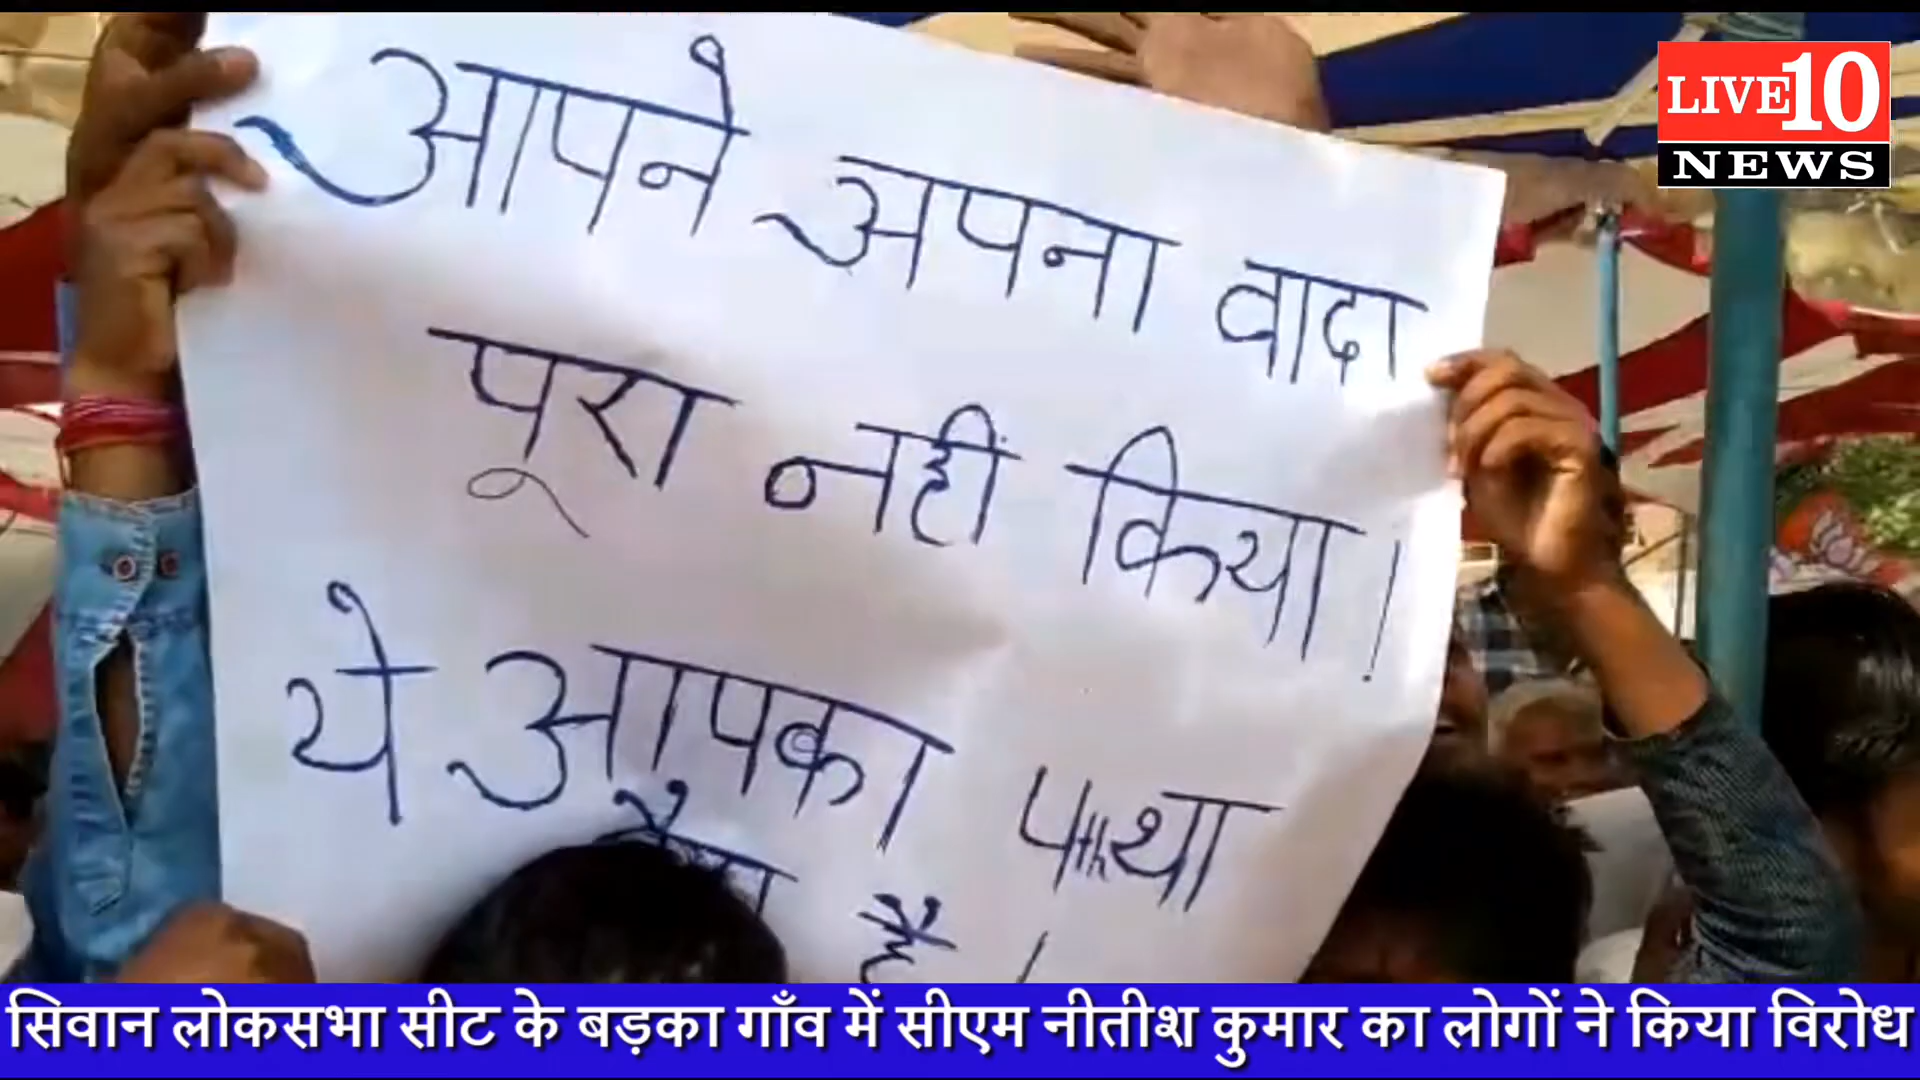 आपने अपना वादा
पूरा नहीं किया।
ये आपका था
है।
LIVE10
NEWS
सिवान लोकसभा सीट के बड़का गाँव में सीएम नीतीश कुमार का लोगों ने किया विरोध